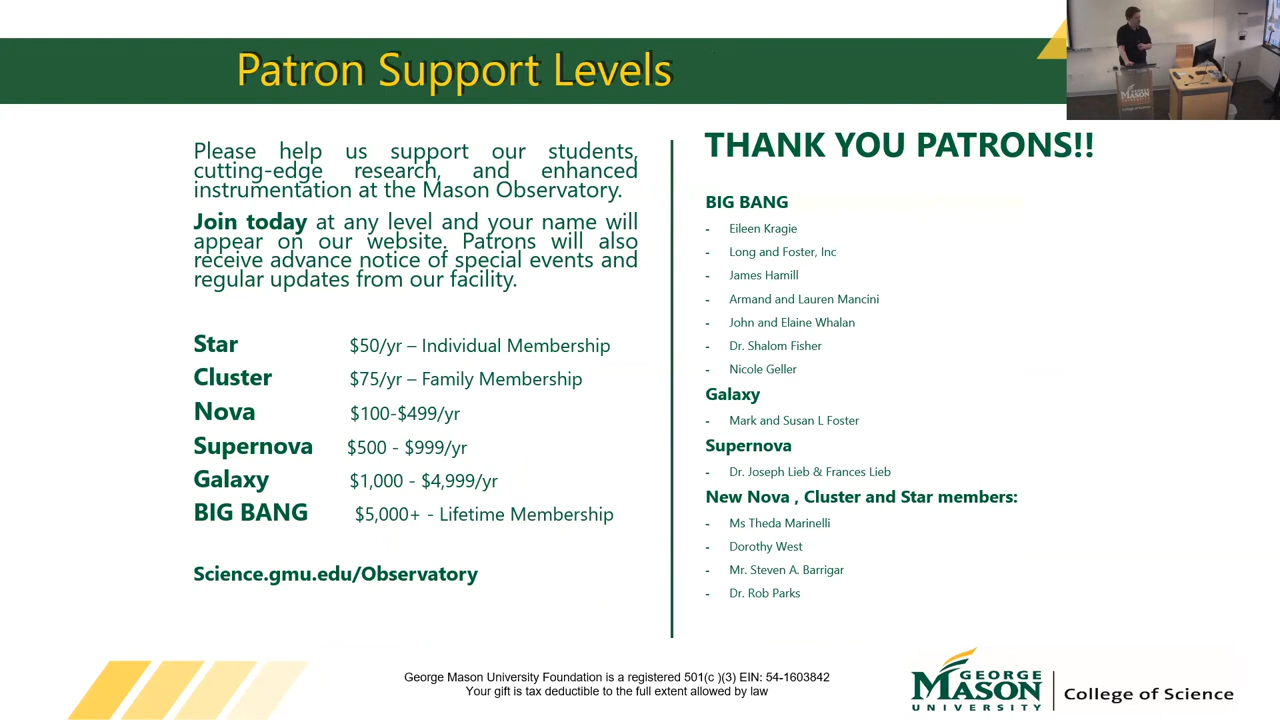 Patron Support Levels
Please help us support our students,
cutting-edge research, and enhanced
instrumentation at the Mason Observatory.
Join today at any level and your name will
appear on our website. Patrons will also
receive advance notice of special events and
regular updates from our facility.
Star $50/yr – Individual Membership
Cluster $75/yr – Family Membership
Nova $100-$499/yr
Supernova $500 - $999/yr
Galaxy $1,000 - $4,999/yr
BIG BANG $5,000+ - Lifetime Membership
Science.gmu.edu/Observatory
THANK YOU PATRONS!!
BIG BANG
- Eileen Kragie
- Long and Foster, Inc
- James Hamill
- Armand and Lauren Mancini
- John and Elaine Whalan
- Dr. Shalom Fisher
- Nicole Geller
Galaxy
- Mark and Susan L Foster
Supernova
- Dr. Joseph Lieb & Frances Lieb
New Nova , Cluster and Star members:
- Ms Theda Marinelli
- Dorothy West
- Mr. Steven A. Barrigar
- Dr. Rob Parks
George Mason University Foundation is a registered 501(c )(3) EIN: 54-1603842
Your gift is tax deductible to the full extent allowed by law
GEORGE
MASON
UNIVERSITY
College of Science
GEORGE
MASON
UNIVERSITY
College of Science